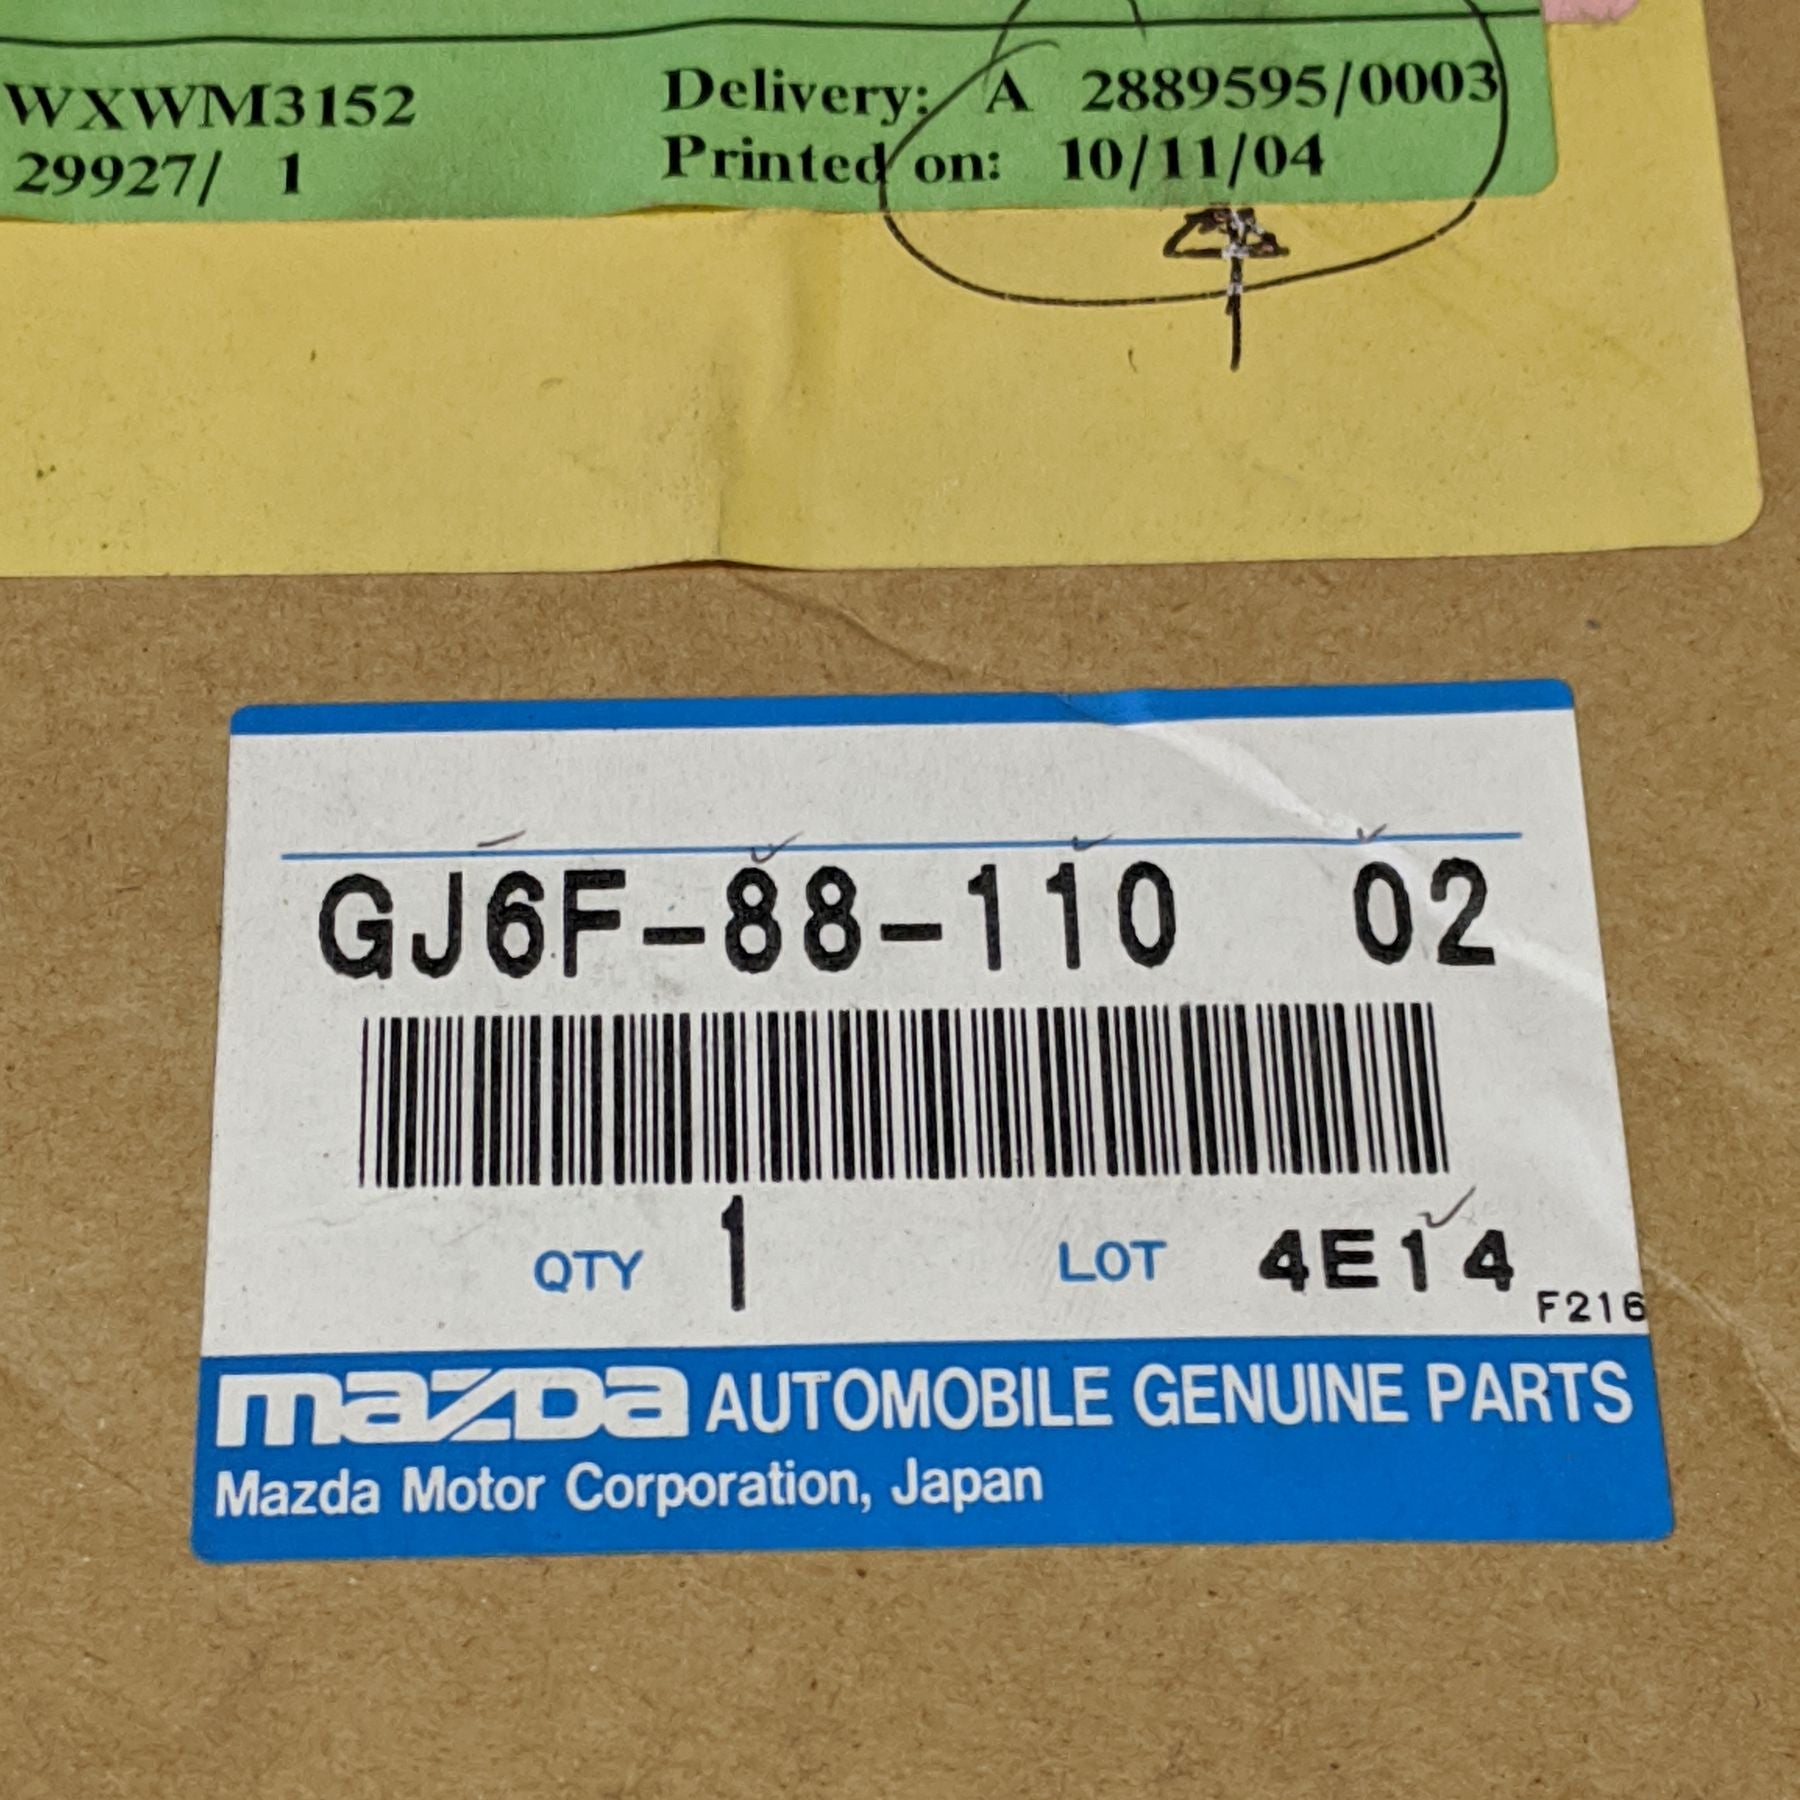 WXWM3152 Delivery: A 2889595/0003
29927/ 1 Printed on: 10/11/04
GJ6F-88-110 02
QTY 1 LOT 4E14
F216
mazda AUTOMOBILE GENUINE PARTS
Mazda Motor Corporation, Japan